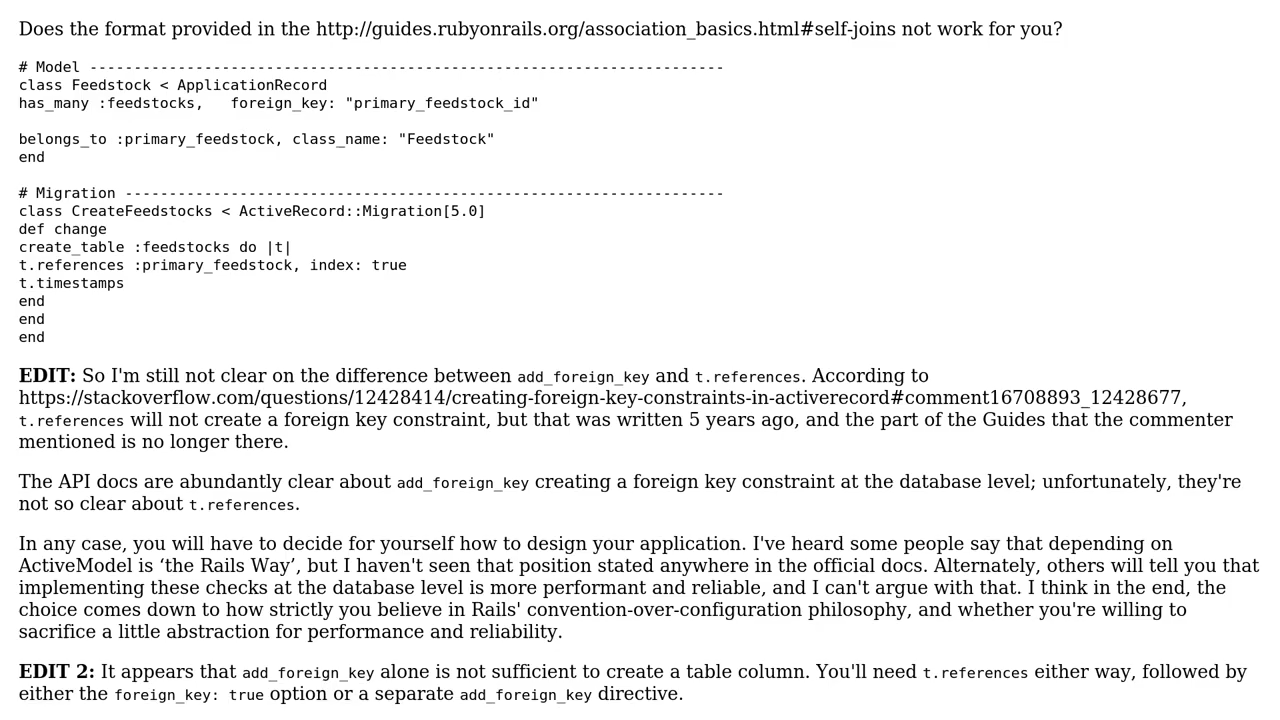 Does the format provided in the http://guides.rubyonrails.org/association_basics.html#self-joins not work for you?
# Model ------------------------------------------------------------------------
class Feedstock < ApplicationRecord
has_many :feedstocks,   foreign_key: "primary_feedstock_id"
belongs_to :primary_feedstock, class_name: "Feedstock"
end
# Migration --------------------------------------------------------------------
class CreateFeedstocks < ActiveRecord::Migration[5.0]
def change
create_table :feedstocks do |t|
t.references :primary_feedstock, index: true
t.timestamps
end
end
end
EDIT: So I'm still not clear on the difference between add_foreign_key and t.references. According to
https://stackoverflow.com/questions/12428414/creating-foreign-key-constraints-in-activerecord#comment16708893_12428677,
t.references will not create a foreign key constraint, but that was written 5 years ago, and the part of the Guides that the commenter
mentioned is no longer there.
The API docs are abundantly clear about add_foreign_key creating a foreign key constraint at the database level; unfortunately, they're
not so clear about t.references.
In any case, you will have to decide for yourself how to design your application. I've heard some people say that depending on
ActiveModel is ‘the Rails Way’, but I haven't seen that position stated anywhere in the official docs. Alternately, others will tell you that
implementing these checks at the database level is more performant and reliable, and I can't argue with that. I think in the end, the
choice comes down to how strictly you believe in Rails' convention-over-configuration philosophy, and whether you're willing to
sacrifice a little abstraction for performance and reliability.
EDIT 2: It appears that add_foreign_key alone is not sufficient to create a table column. You'll need t.references either way, followed by
either the foreign_key: true option or a separate add_foreign_key directive.